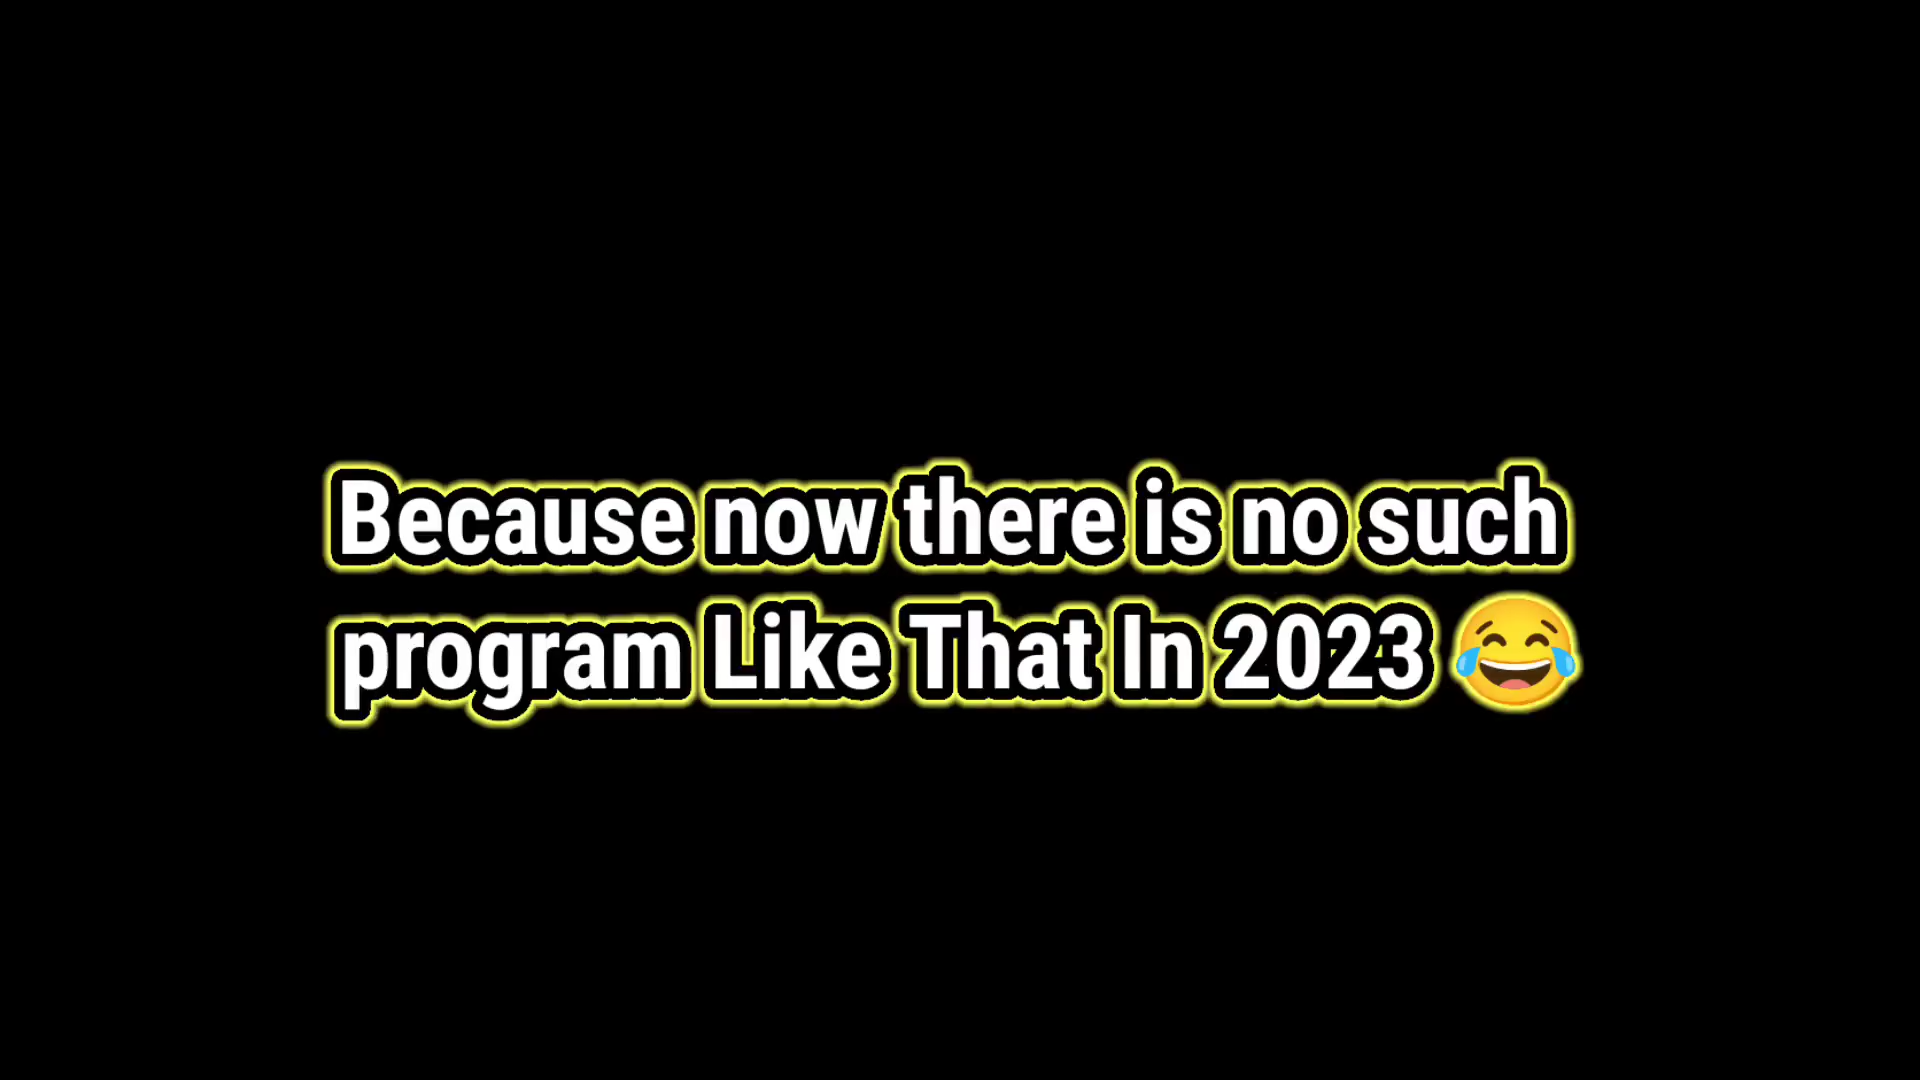 Because now there is no such
program Like That In 2023 😂